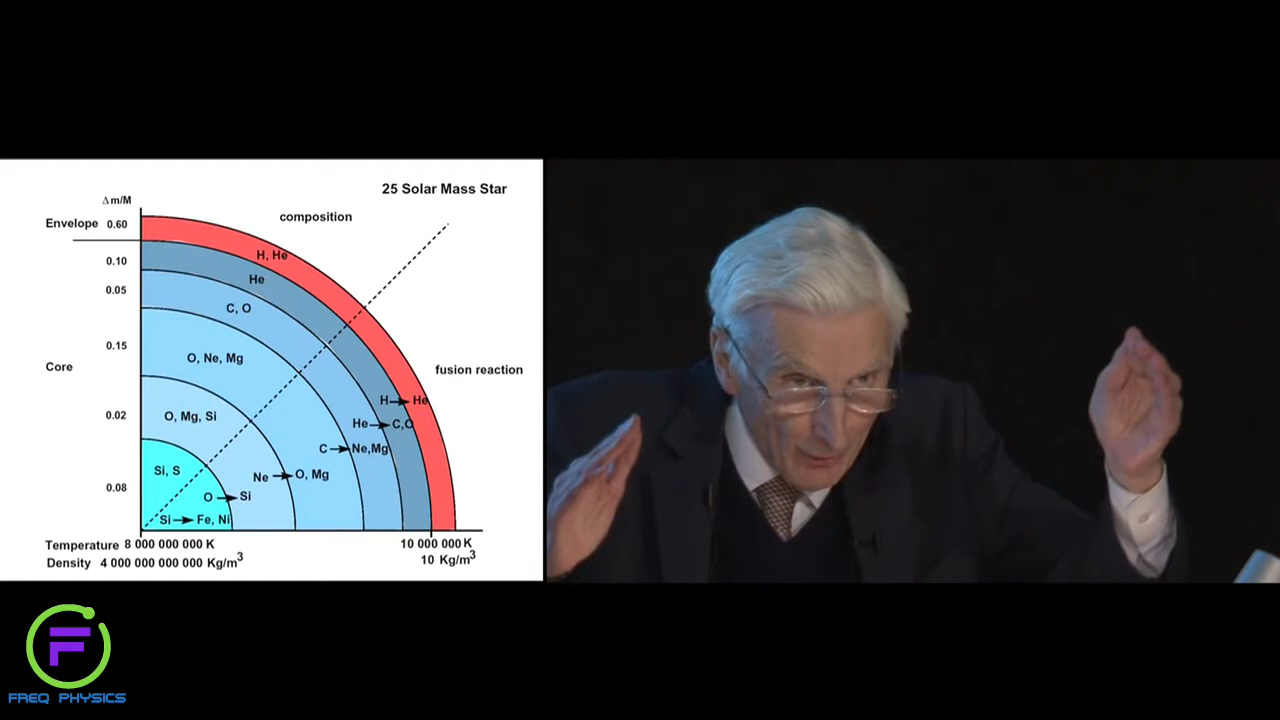 25 Solar Mass Star
Δm/M
composition
Envelope 0.60
H, He
0.10
He
0.05
C, O
0.15
O, Ne, Mg
Core
fusion reaction
H → He
0.02
O, Mg, Si
He → C,O
C → Ne,Mg
Si, S
Ne → O, Mg
0.08
O → Si
Si → Fe, Ni
Temperature 8 000 000 000 K
10 000 000 K
Density 4 000 000 000 000 Kg/m³
10 Kg/m³
F
FREQ PHYSICS